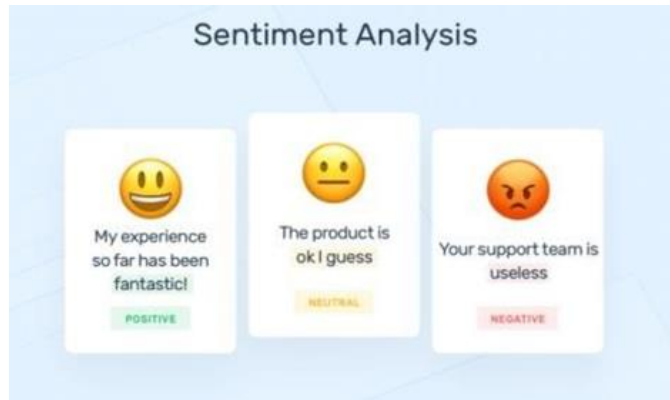 Sentiment Analysis
My experience
so far has been
fantastic!
POSITIVE
The product is
ok I guess
NEUTRAL
Your support team is
useless
NEGATIVE